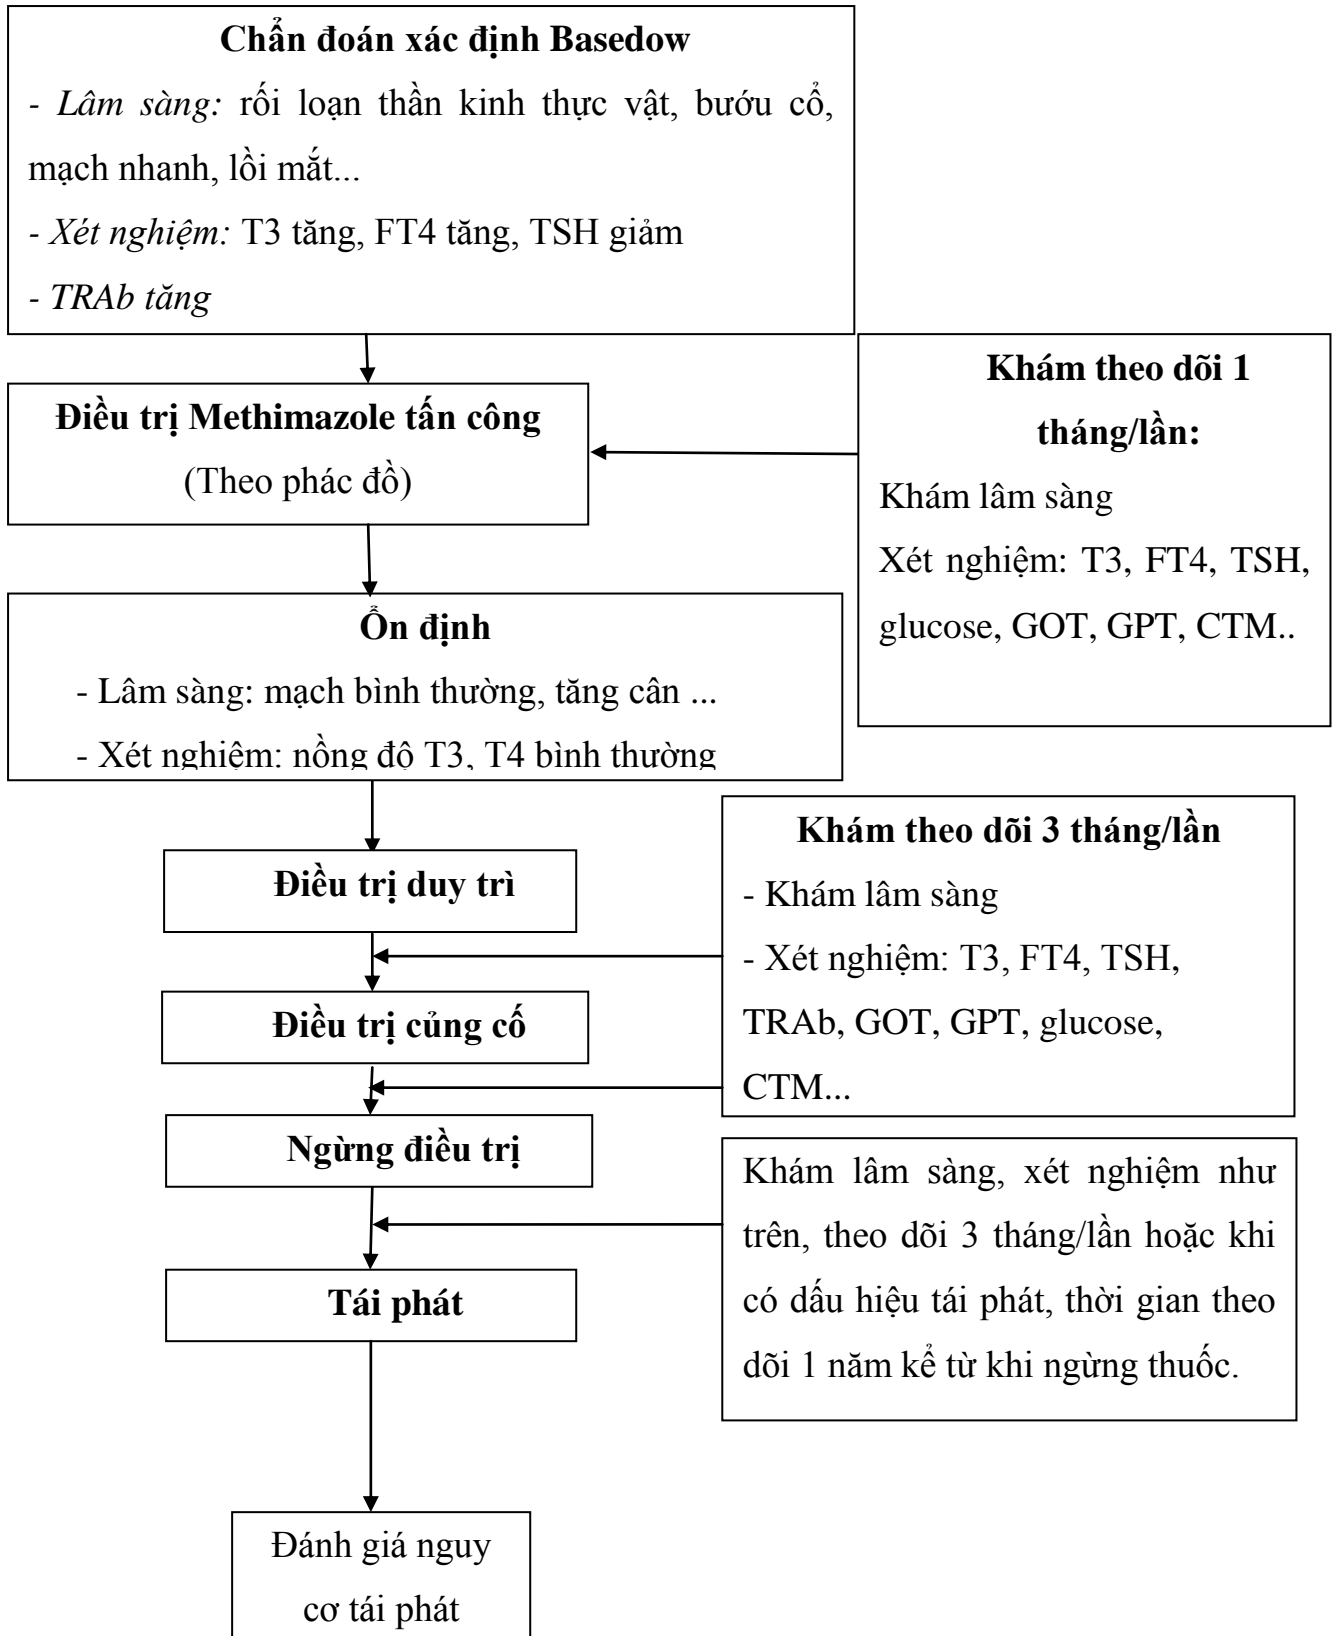 Chẩn đoán xác định Basedow
- Lâm sàng: rối loạn thần kinh thực vật, bướu cổ,
mạch nhanh, lồi mắt...
- Xét nghiệm: T3 tăng, FT4 tăng, TSH giảm
- TRAb tăng
Khám theo dõi 1
tháng/lần:
Khám lâm sàng
Xét nghiệm: T3, FT4, TSH,
glucose, GOT, GPT, CTM..
Điều trị Methimazole tấn công
(Theo phác đồ)
Ổn định
- Lâm sàng: mạch bình thường, tăng cân ...
- Xét nghiệm: nồng độ T3, T4 bình thường
Điều trị duy trì
Khám theo dõi 3 tháng/lần
- Khám lâm sàng
- Xét nghiệm: T3, FT4, TSH,
TRAb, GOT, GPT, glucose,
CTM...
Điều trị củng cố
Ngừng điều trị
Khám lâm sàng, xét nghiệm như
trên, theo dõi 3 tháng/lần hoặc khi
có dấu hiệu tái phát, thời gian theo
dõi 1 năm kể từ khi ngừng thuốc.
Tái phát
Đánh giá nguy
cơ tái phát